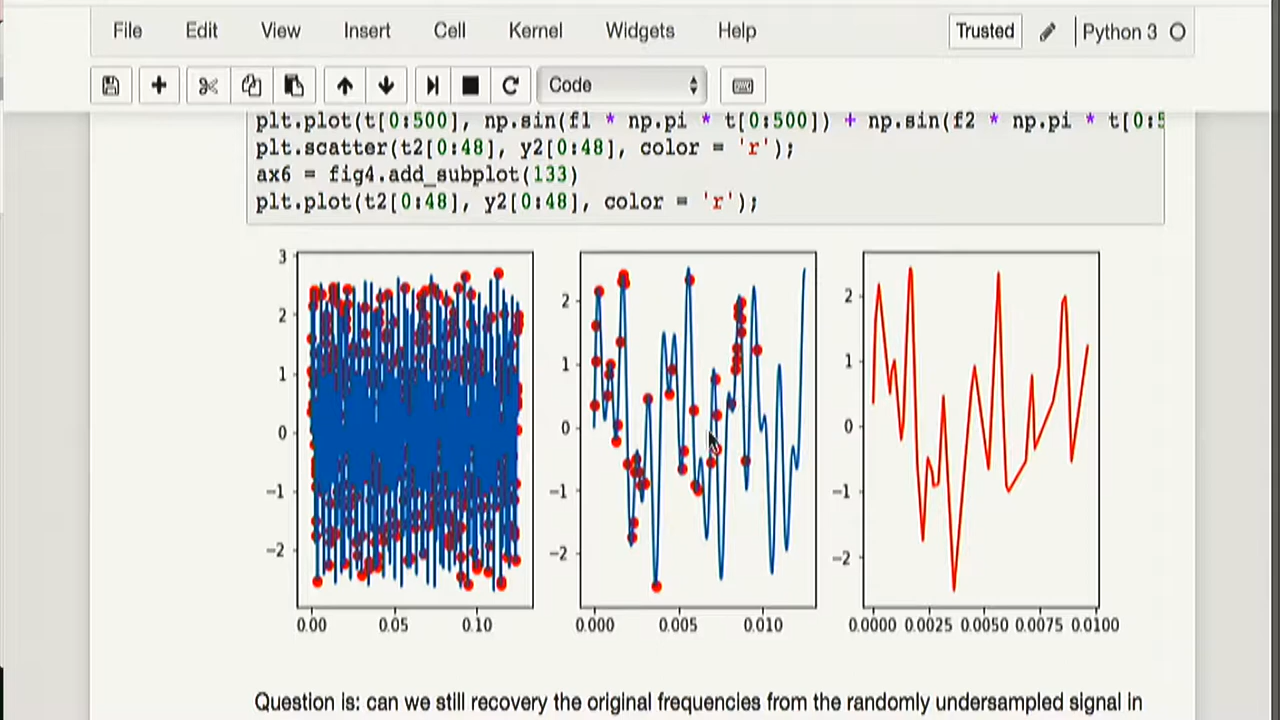 File Edit View Insert Cell Kernel Widgets Help Trusted Python 3
Code
plt.plot(t[0:500], np.sin(f1 * np.pi * t[0:500]) + np.sin(f2 * np.pi * t[0:5
plt.scatter(t2[0:48], y2[0:48], color = 'r');
ax6 = fig4.add_subplot(133)
plt.plot(t2[0:48], y2[0:48], color = 'r');
3
2
1
0
−1
−2
0.00 0.05 0.10
2
1
0
−1
−2
0.000 0.005 0.010
2
1
0
−1
−2
0.0000 0.0025 0.0050 0.0075 0.0100
Question is: can we still recovery the original frequencies from the randomly undersampled signal in